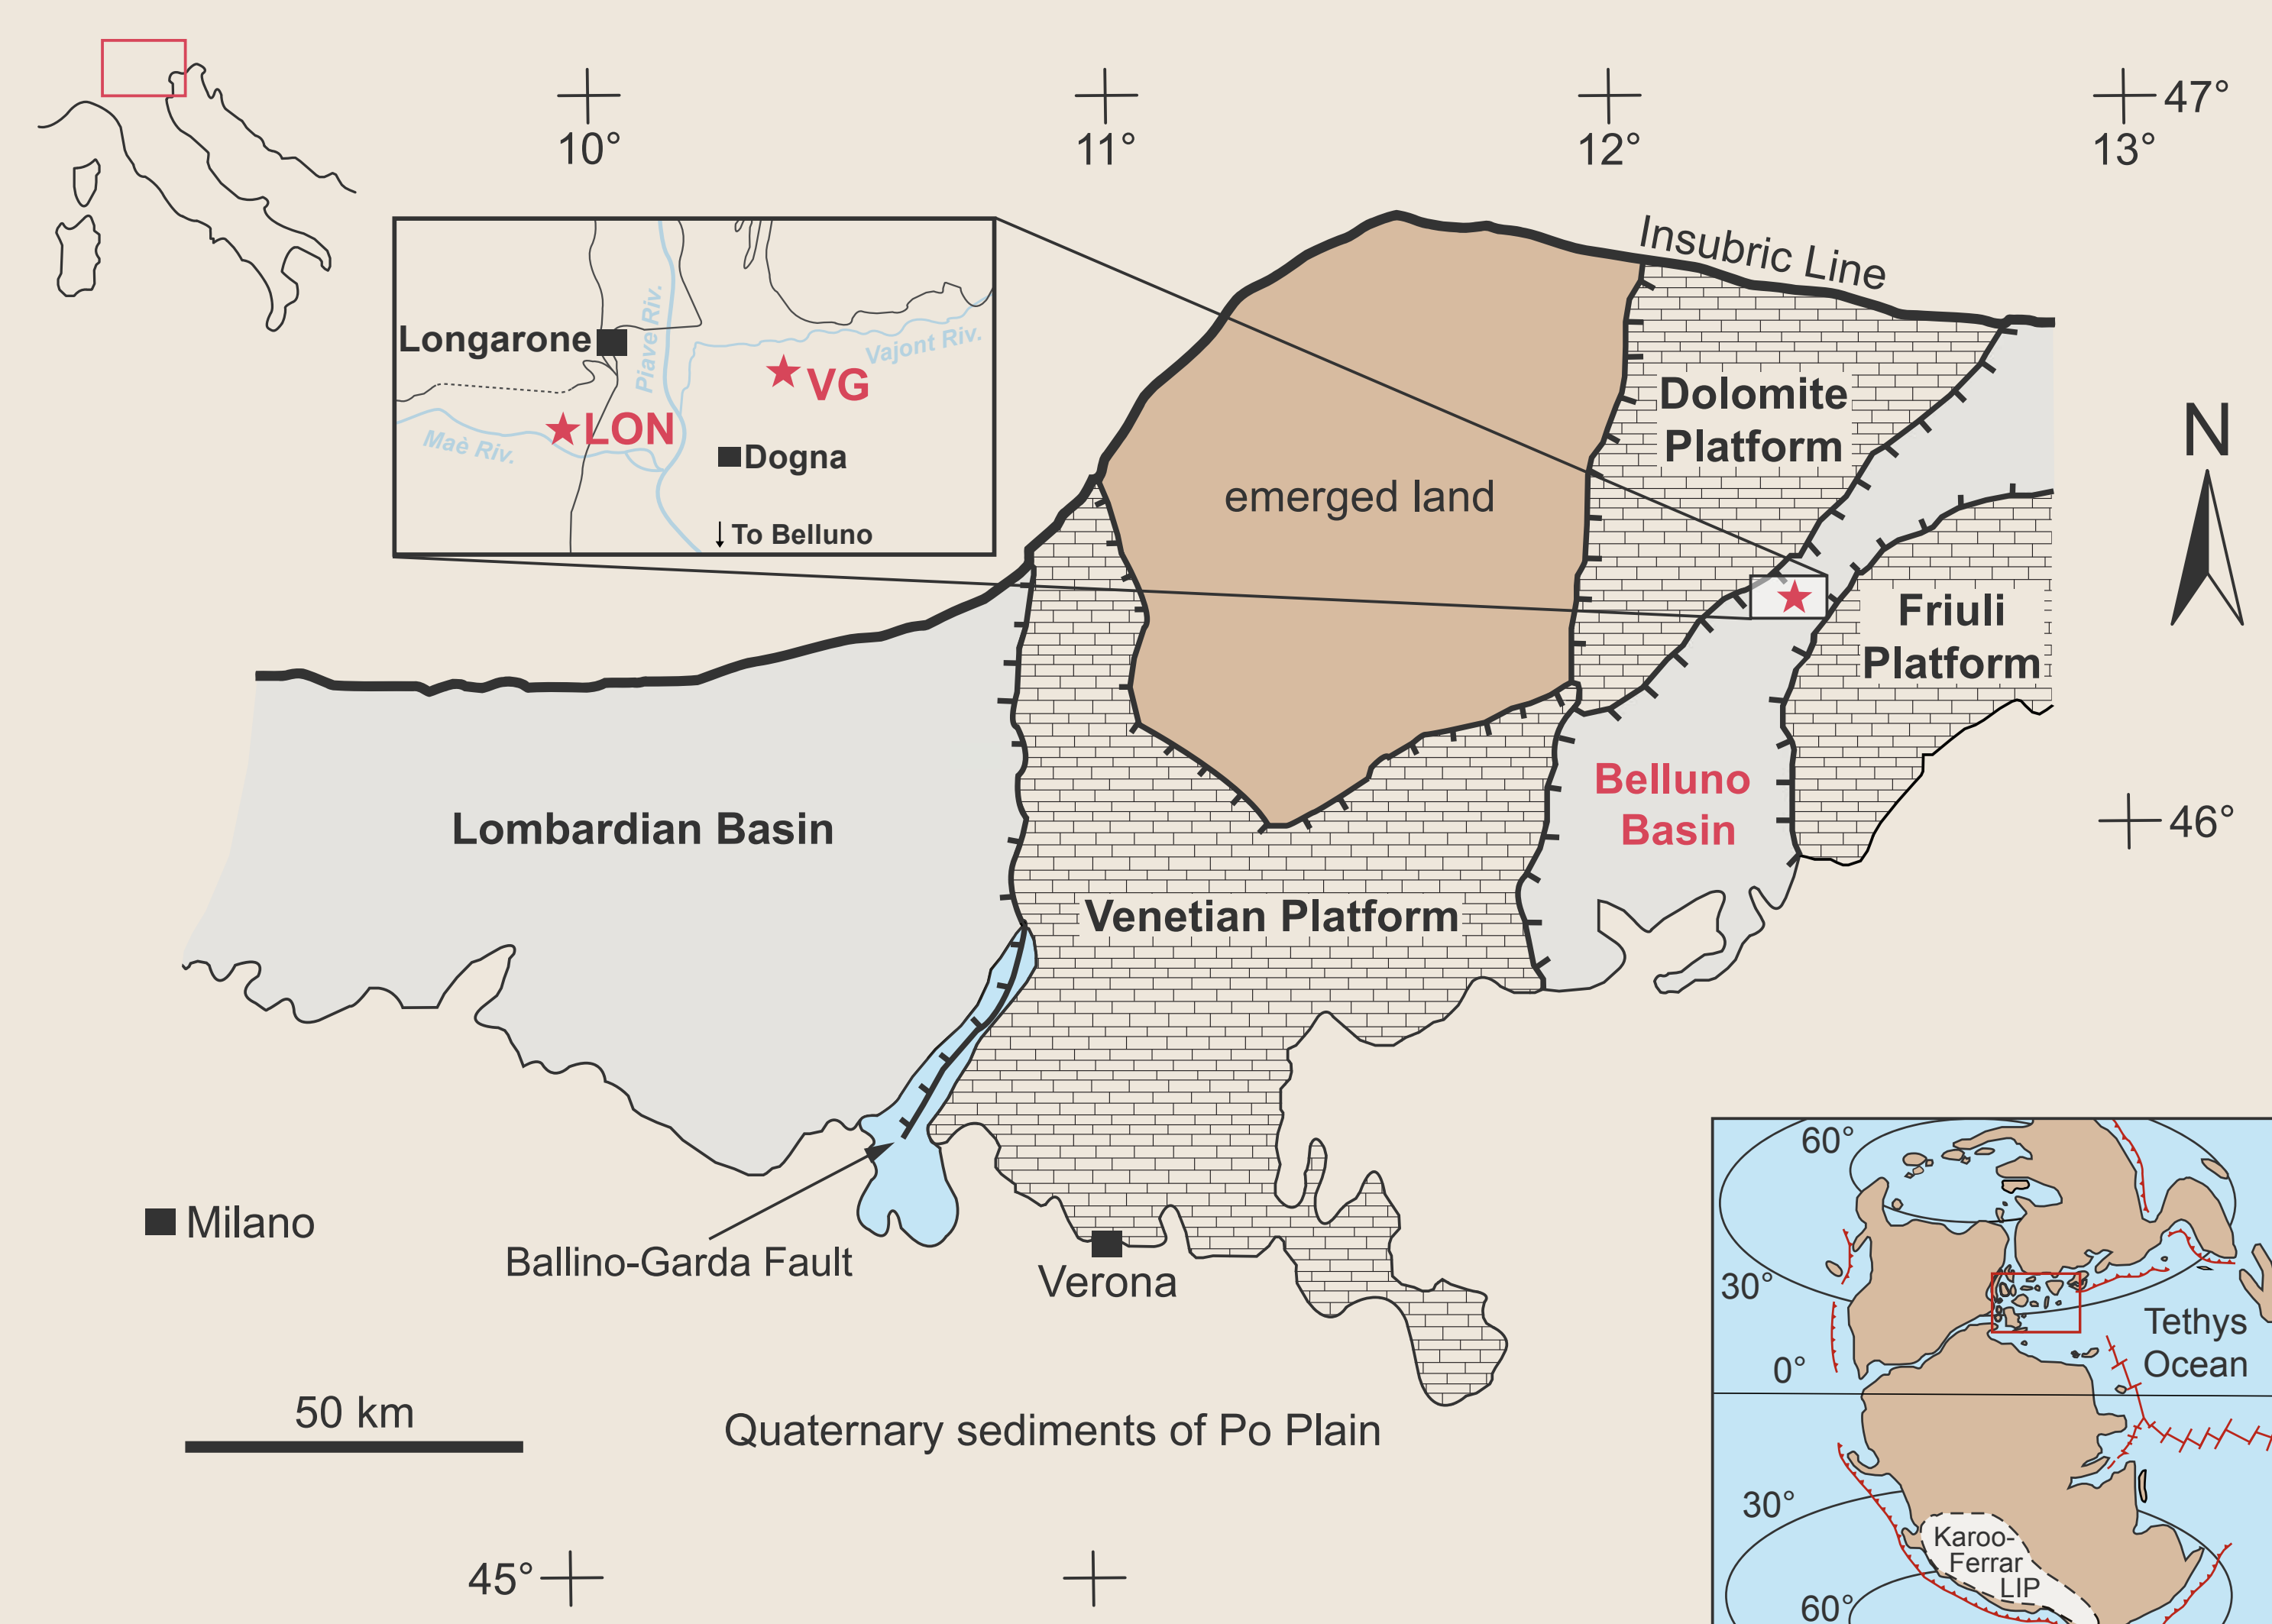 10°
11°
12°
13°
47°
Insubric Line
Longarone
Piave Riv.
Vajont Riv.
VG
LON
Maè Riv.
Dogna
To Belluno
emerged land
Dolomite
Platform
N
Friuli
Platform
Lombardian Basin
Belluno
Basin
46°
Venetian Platform
Milano
Ballino-Garda Fault
Verona
50 km
Quaternary sediments of Po Plain
45°
60°
30°
Tethys
Ocean
0°
30°
Karoo-
Ferrar
LIP
60°